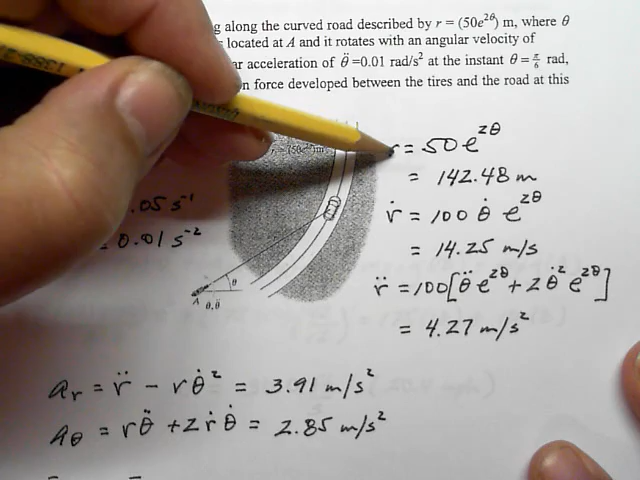 g along the curved road described by r = (50e^{2θ}) m, where θ
located at A and it rotates with an angular velocity of
acceleration of θ̈ = 0.01 rad/s² at the instant θ = π/6 rad,
force developed between the tires and the road at this
r = 50e^{2θ}
= 142.48 m
.05 s⁻¹
ṙ = 100 θ̇ e^{2θ}
= 0.01 s⁻²
= 14.25 m/s
r̈ = 100[θ̈ e^{2θ} + 2θ̇² e^{2θ}]
θ
A θ̇, θ̈
= 4.27 m/s²
a_r = r̈ − rθ̇² = 3.91 m/s²
a_θ = rθ̈ + 2ṙθ̇ = 2.85 m/s²